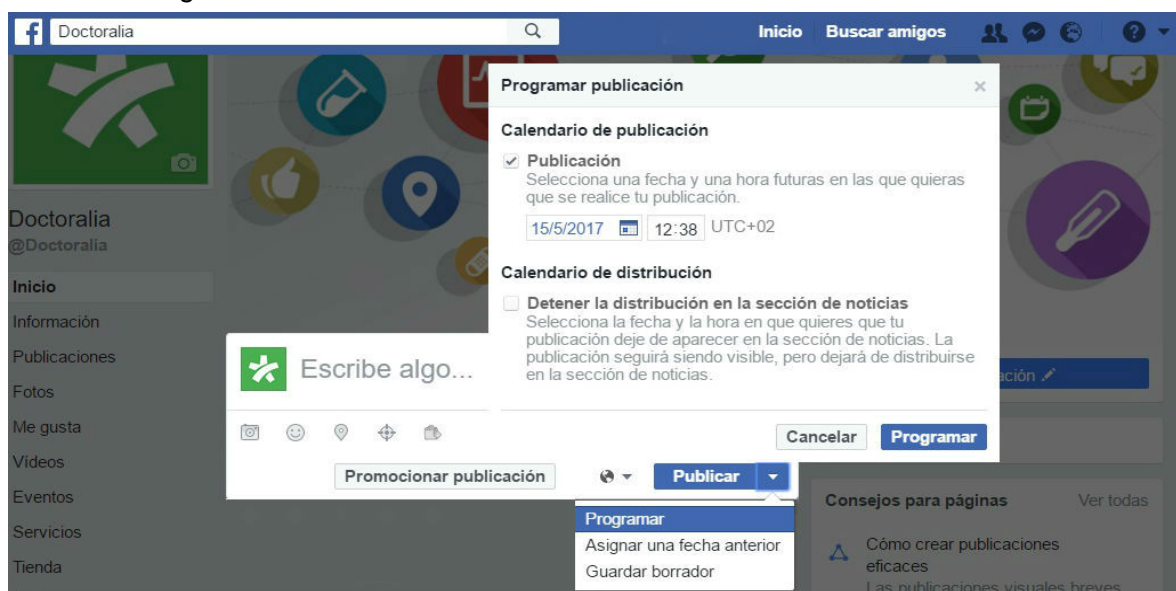 Doctoralia
Inicio
Buscar amigos
Programar publicación
Calendario de publicación
Publicación
Selecciona una fecha y una hora futuras en las que quieras
que se realice tu publicación.
15/5/2017 12:38 UTC+02
Calendario de distribución
Detener la distribución en la sección de noticias
Selecciona la fecha y la hora en que quieres que tu
publicación deje de aparecer en la sección de noticias. La
publicación seguirá siendo visible, pero dejará de distribuirse
en la sección de noticias.
Cancelar
Programar
Doctoralia
@Doctoralia
Inicio
Información
Publicaciones
Fotos
Me gusta
Vídeos
Eventos
Servicios
Tienda
Escribe algo...
Promocionar publicación
Publicar
Programar
Asignar una fecha anterior
Guardar borrador
Consejos para páginas
Ver todas
Cómo crear publicaciones
eficaces
Las publicaciones visuales breves